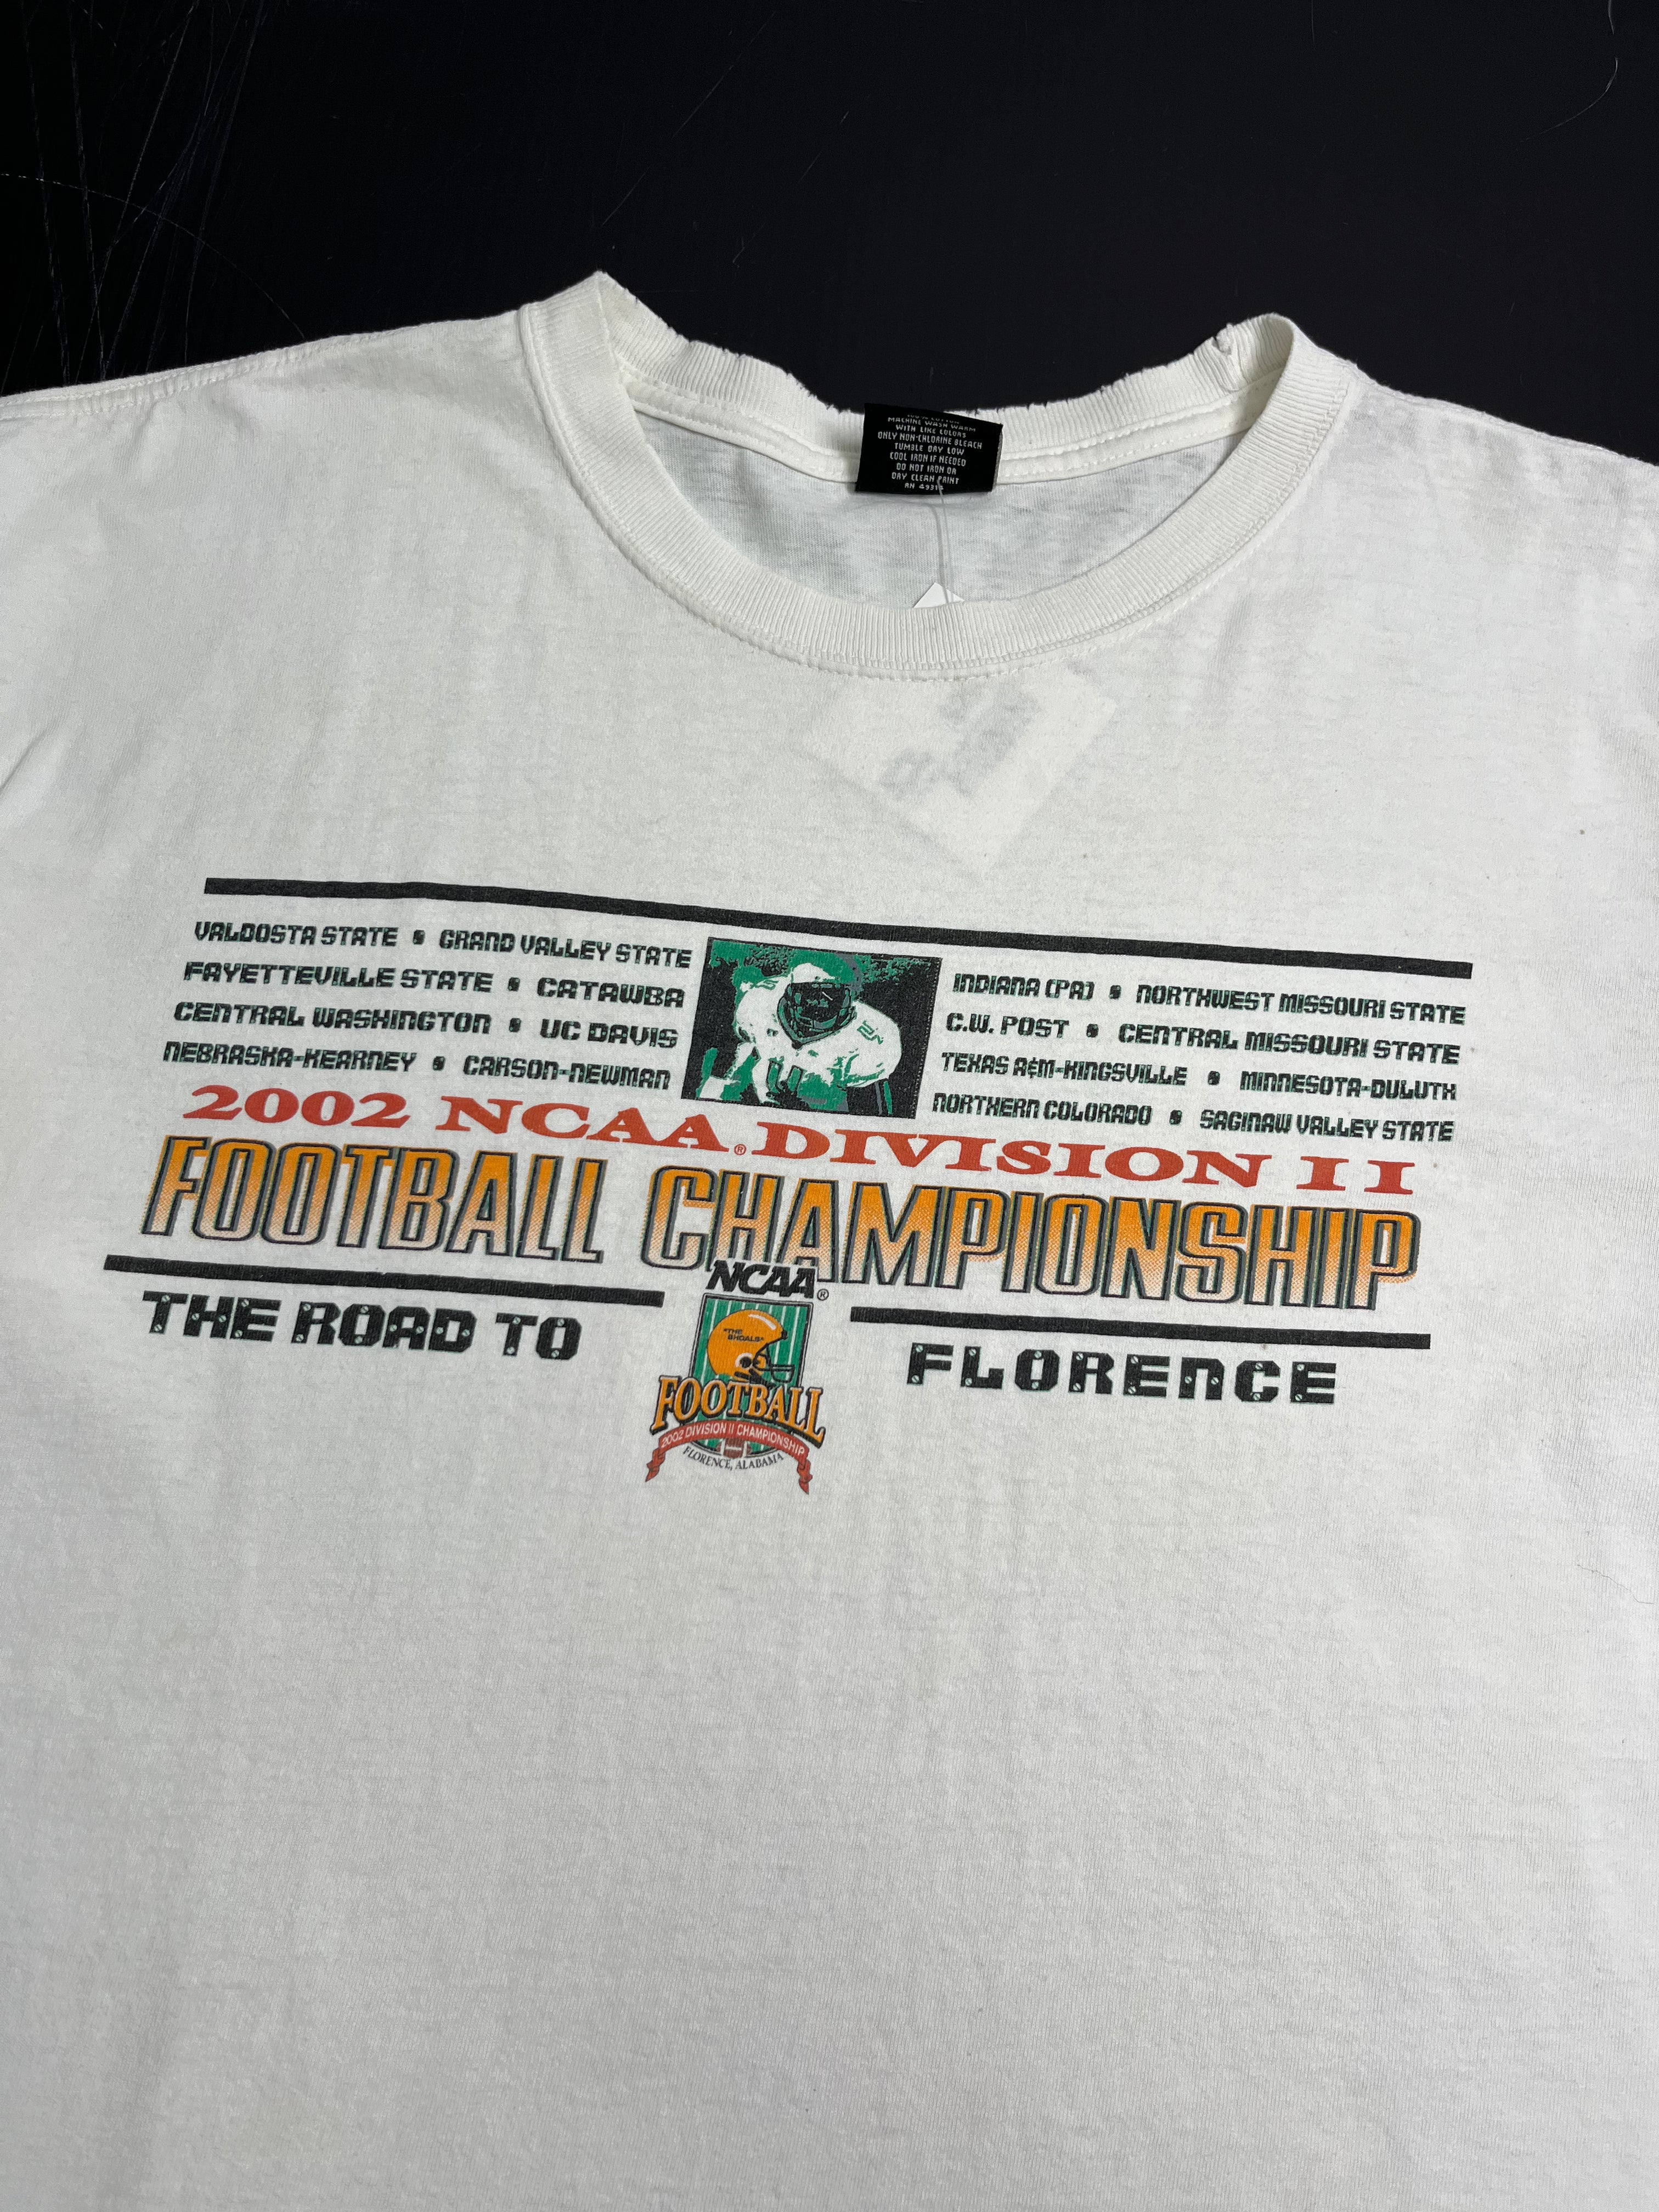 MACHINE WASH WARM
WITH LIKE COLORS
ONLY NON-CHLORINE BLEACH
TUMBLE DRY LOW
COOL IRON IF NEEDED
DO NOT IRON OR
DRY CLEAN PRINT
VALDOSTA STATE • GRAND VALLEY STATE
FAYETTEVILLE STATE • CATAWBA
CENTRAL WASHINGTON • UC DAVIS
NEBRASKA-KEARNEY • CARSON-NEWMAN
INDIANA (PA) • NORTHWEST MISSOURI STATE
C.W. POST • CENTRAL MISSOURI STATE
TEXAS A&M-KINGSVILLE • MINNESOTA-DULUTH
NORTHERN COLORADO • SAGINAW VALLEY STATE
2002 NCAA® DIVISION II
FOOTBALL CHAMPIONSHIP
THE ROAD TO
FLORENCE
NCAA®
"THE
SHOALS"
FOOTBALL
2002 DIVISION II CHAMPIONSHIP
FLORENCE, ALABAMA